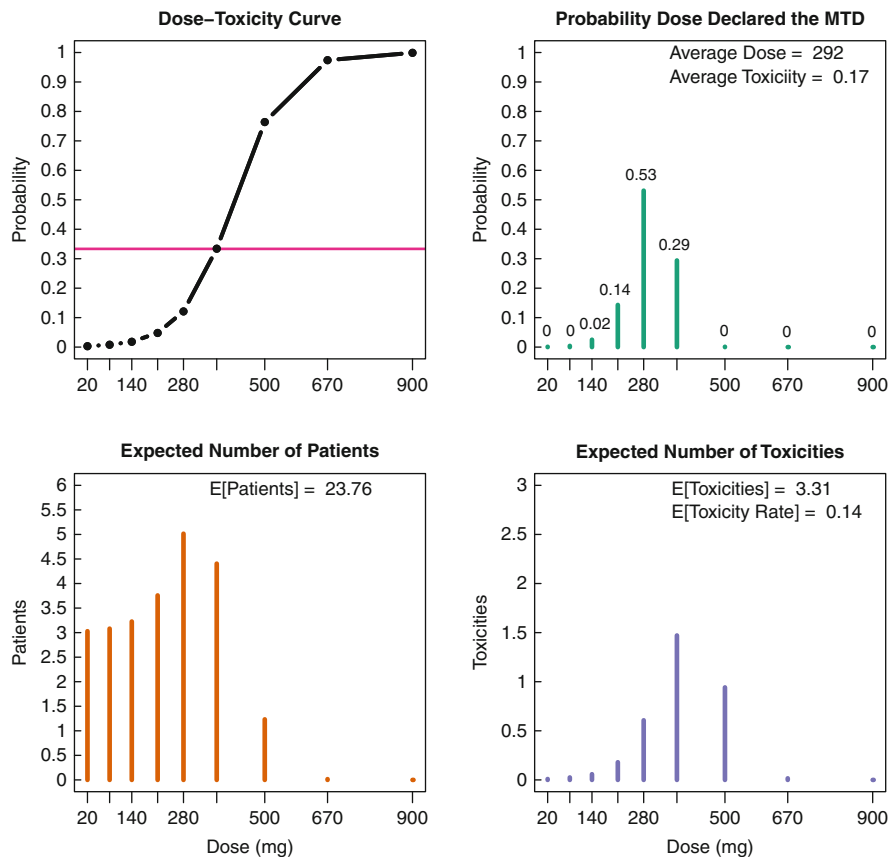 Dose–Toxicity Curve
Probability
1
0.9
0.8
0.7
0.6
0.5
0.4
0.3
0.2
0.1
0
20 140 280 500 670 900
Probability Dose Declared the MTD
Average Dose = 292
Average Toxiciity = 0.17
Probability
1
0.9
0.8
0.7
0.6
0.5
0.4
0.3
0.2
0.1
0
0 0 0.02 0.14 0.53 0.29 0 0 0
20 140 280 500 670 900
Expected Number of Patients
E[Patients] = 23.76
Patients
6
5.5
5
4.5
4
3.5
3
2.5
2
1.5
1
0.5
0
20 140 280 500 670 900
Dose (mg)
Expected Number of Toxicities
E[Toxicities] = 3.31
E[Toxicity Rate] = 0.14
Toxicities
3
2.5
2
1.5
1
0.5
0
20 140 280 500 670 900
Dose (mg)